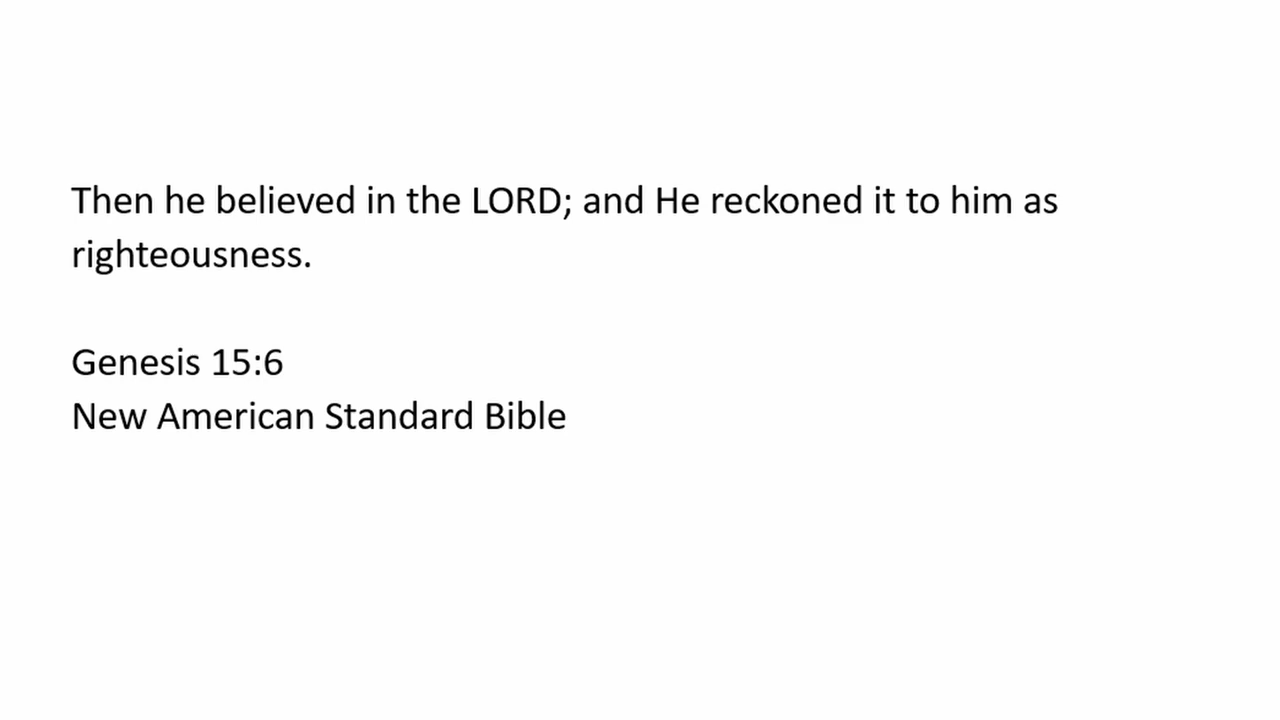 Then he believed in the LORD; and He reckoned it to him as
righteousness.
Genesis 15:6
New American Standard Bible